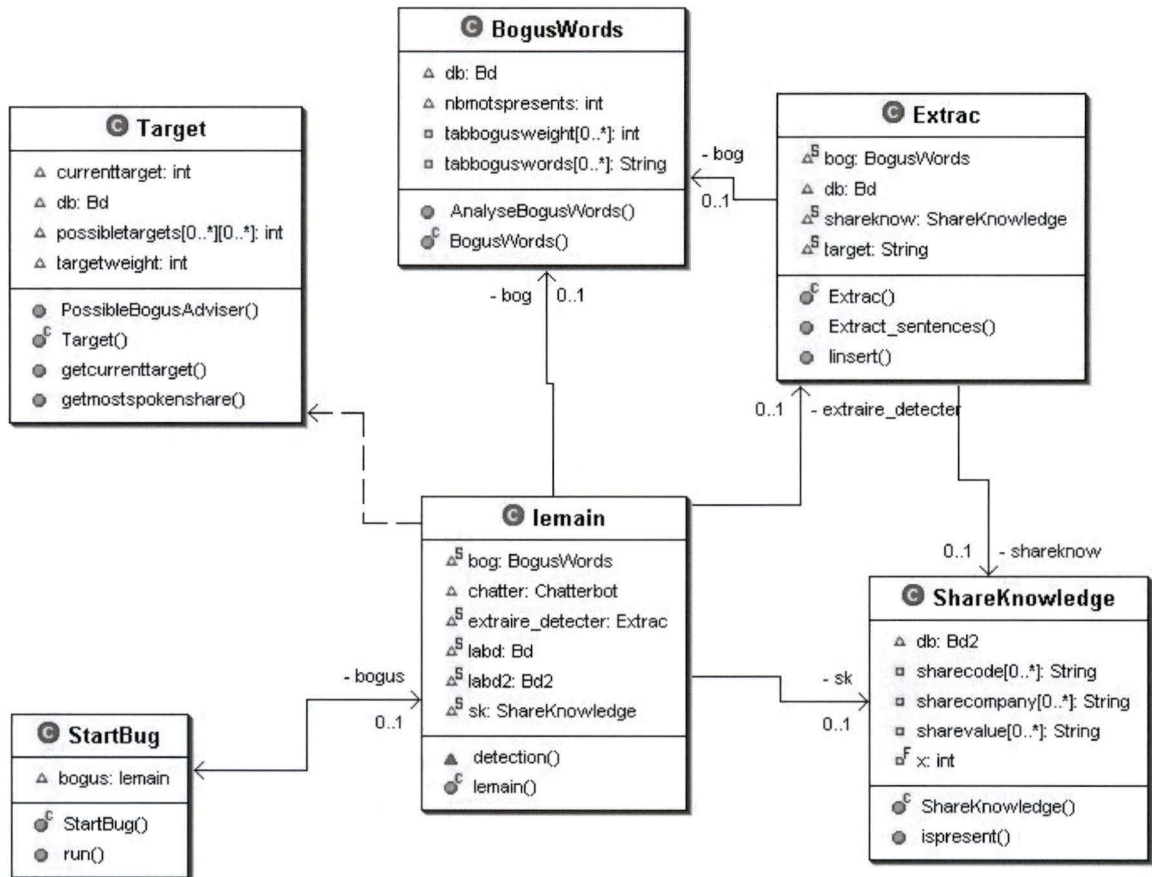 BogusWords
db: Bd
nbmotspresents: int
tabbogusweight[0..*]: int
tabboguswords[0..*]: String
AnalyseBogusWords()
C BogusWords()
Target
currenttarget: int
db: Bd
possibletargets[0..*][0..*]: int
targetweight: int
PossibleBogusAdviser()
C Target()
getcurrenttarget()
getmostspokenshare()
C Extrac
S bog: BogusWords
db: Bd
S shareknow: ShareKnowledge
S target: String
C Extrac()
Extract_sentences()
linsert()
- bog
0..1
- bog
0..1
0..1
- extraire_detecter
C lemain
S bog: BogusWords
chatter: Chatterbot
S extraire_detecter: Extrac
S labd: Bd
S labd2: Bd2
S sk: ShareKnowledge
detection()
C lemain()
0..1
- shareknow
C ShareKnowledge
db: Bd2
sharecode[0..*]: String
sharecompany[0..*]: String
sharevalue[0..*]: String
F x: int
C ShareKnowledge()
ispresent()
- sk
0..1
- bogus
0..1
C StartBug
bogus: lemain
C StartBug()
run()